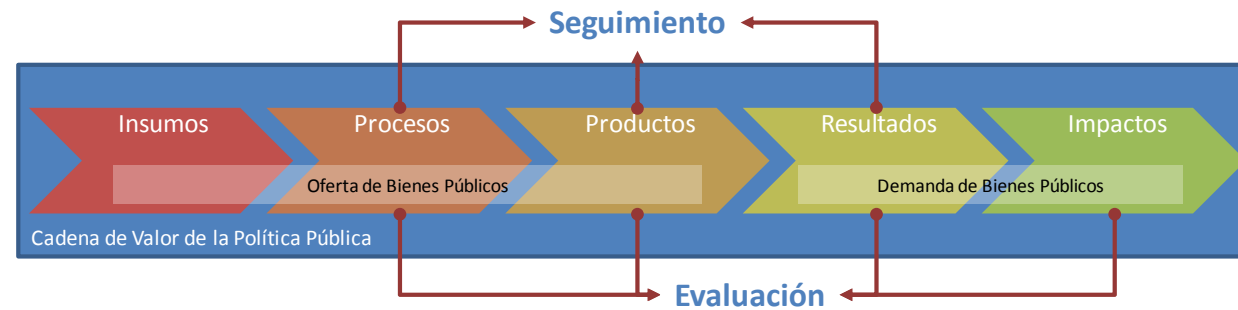 Seguimiento
Insumos
Procesos
Productos
Resultados
Impactos
Oferta de Bienes Públicos
Demanda de Bienes Públicos
Cadena de Valor de la Política Pública
Evaluación